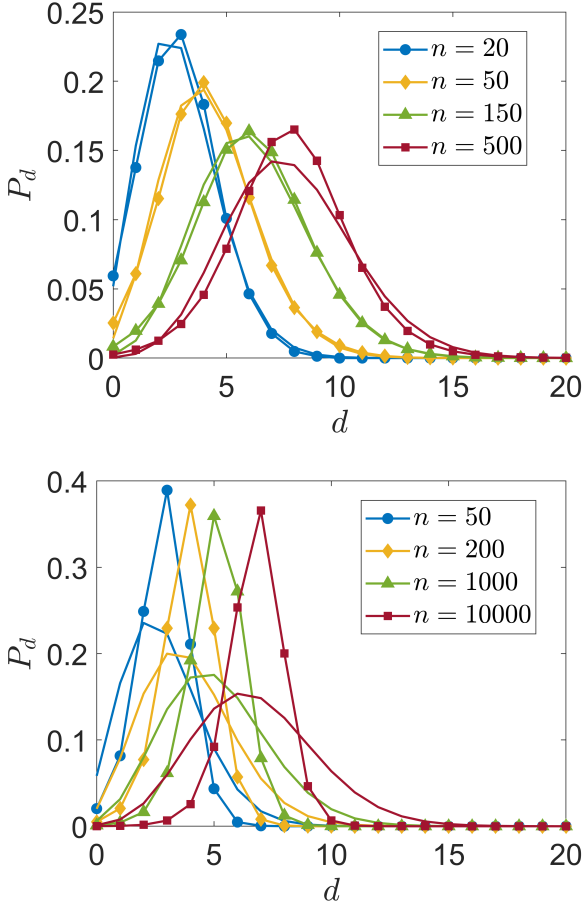 0.25
0.2
0.15
0.1
0.05
0
P_d
n = 20
n = 50
n = 150
n = 500
0 5 10 15 20
d
0.4
0.3
0.2
0.1
0
P_d
n = 50
n = 200
n = 1000
n = 10000
0 5 10 15 20
d